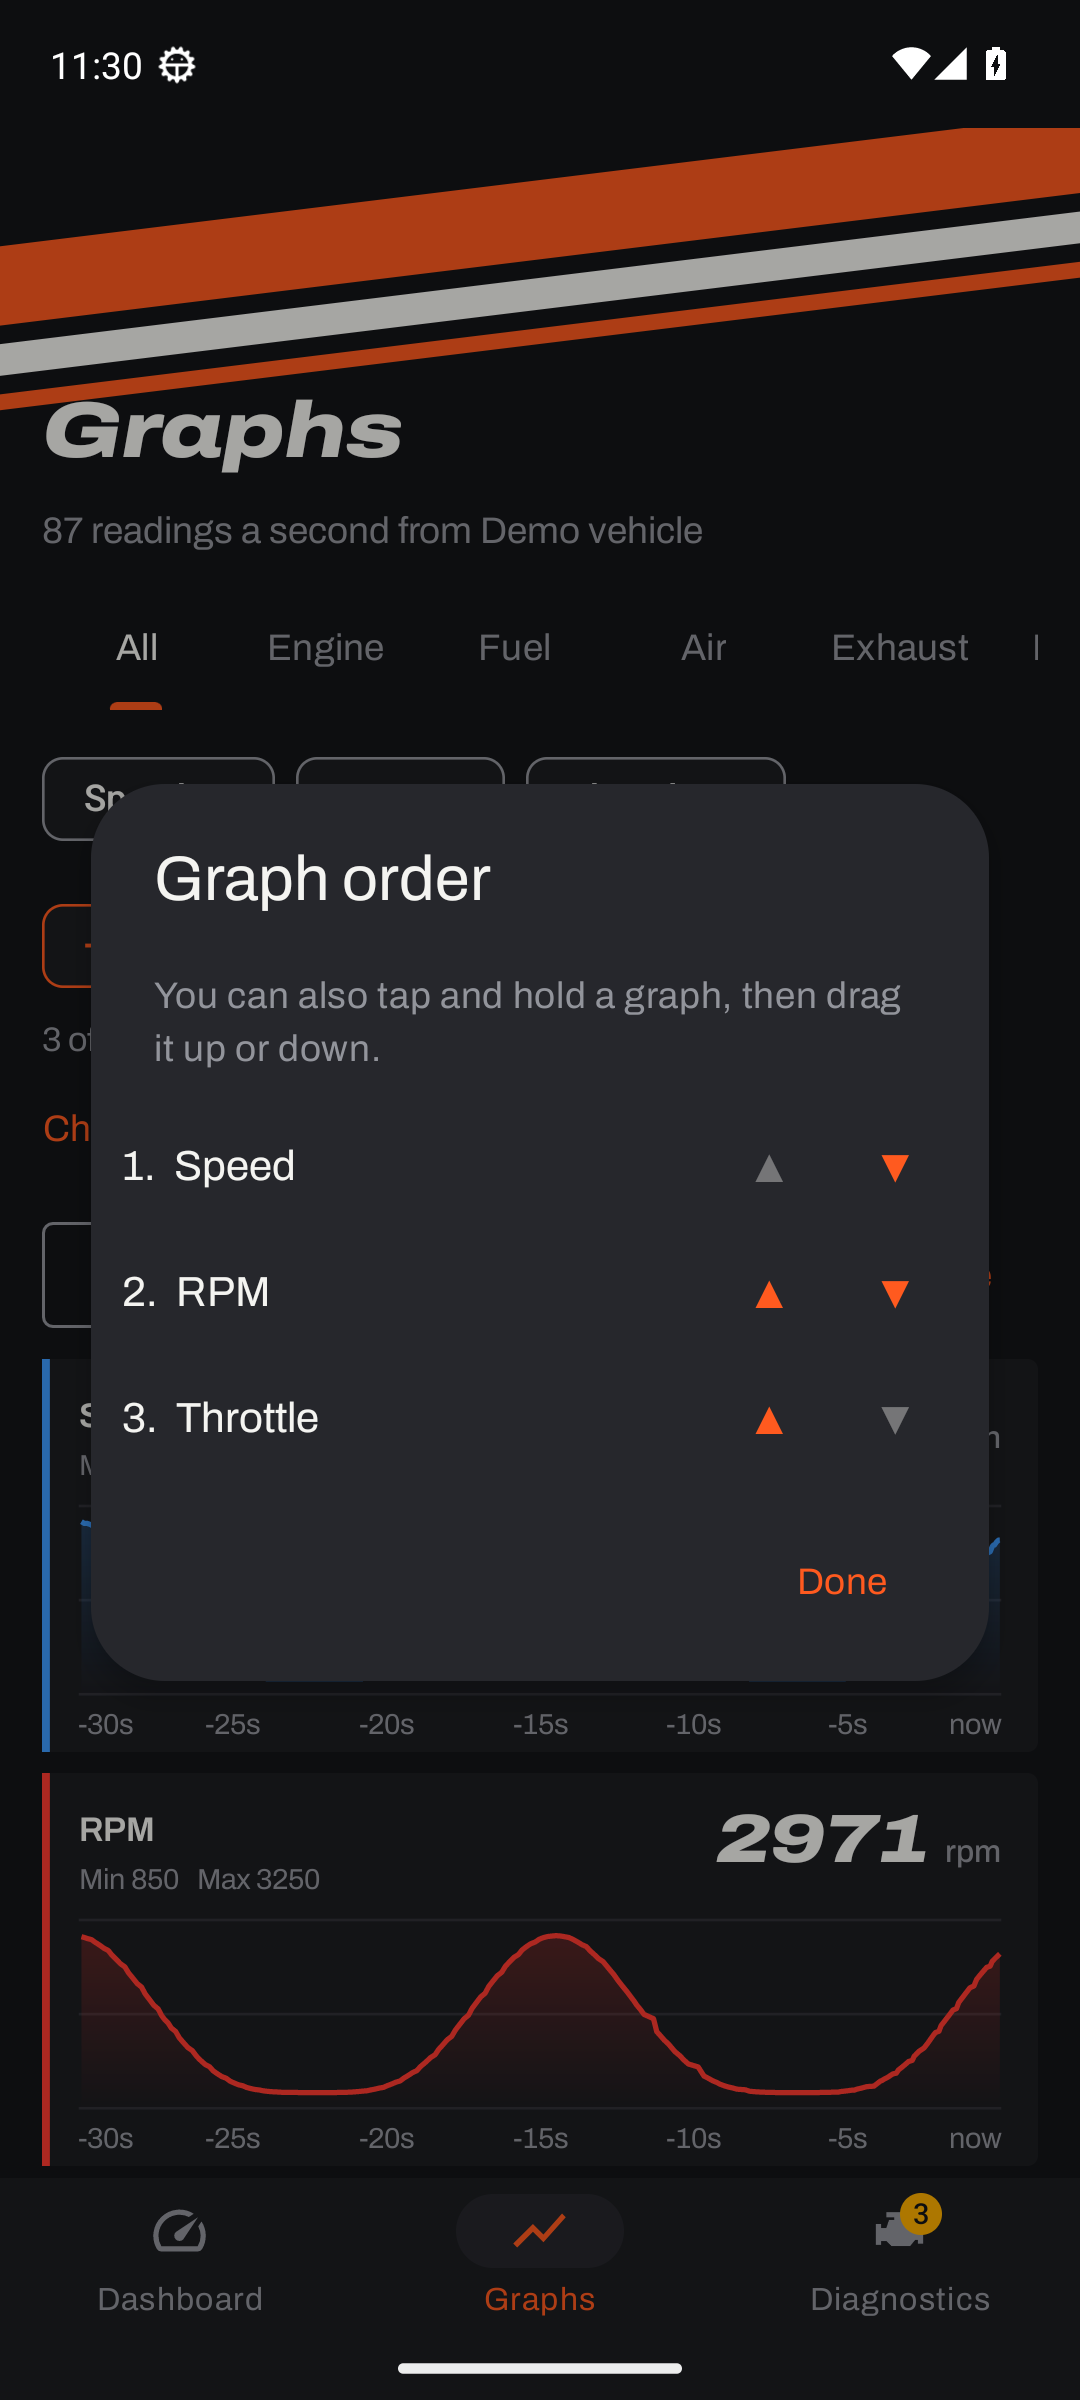 11:30
Graphs
87 readings a second from Demo vehicle
All Engine Fuel Air Exhaust
Graph order
You can also tap and hold a graph, then drag
it up or down.
1. Speed ▲ ▼
2. RPM ▲ ▼
3. Throttle ▲ ▼
Done
-30s -25s -20s -15s -10s -5s now
RPM 2971 rpm
Min 850 Max 3250
-30s -25s -20s -15s -10s -5s now
3
Dashboard Graphs Diagnostics